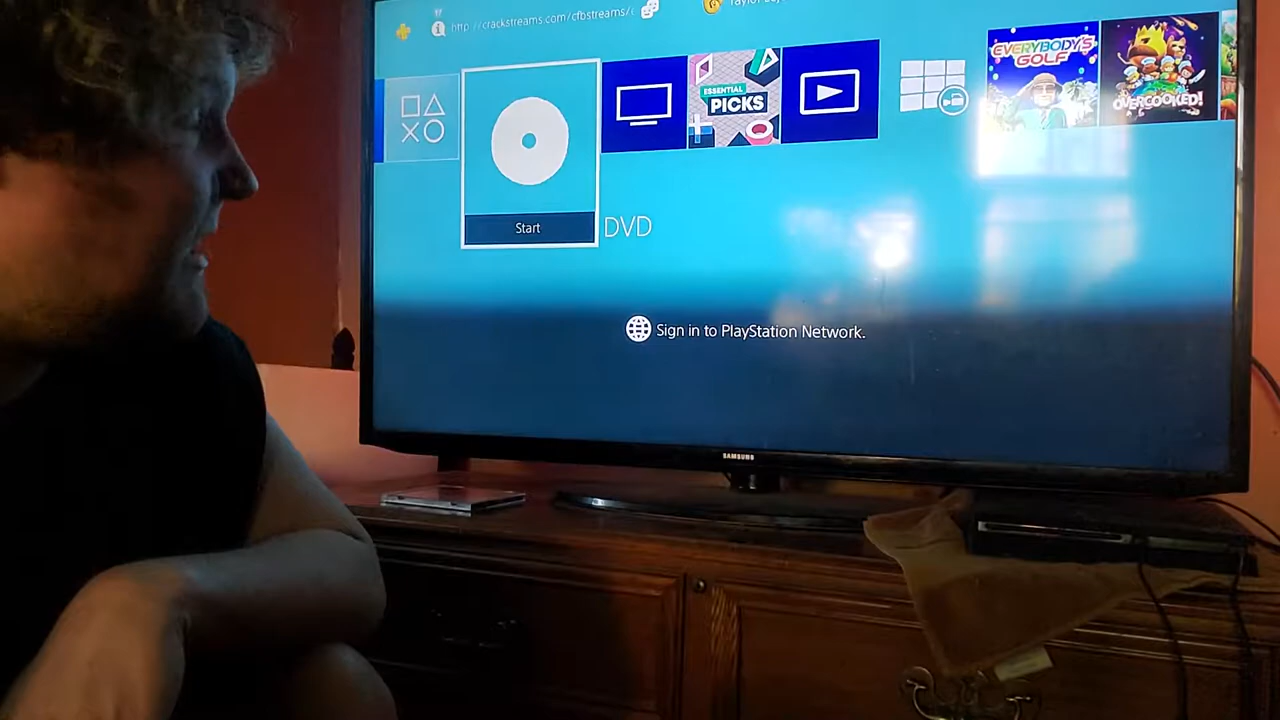 http://crackstreams.com/cfbstreams/
ESSENTIAL
PICKS
EVERYBODY'S
GOLF
OVERCOOKED!
Start
DVD
Sign in to PlayStation Network.
SAMSUNG